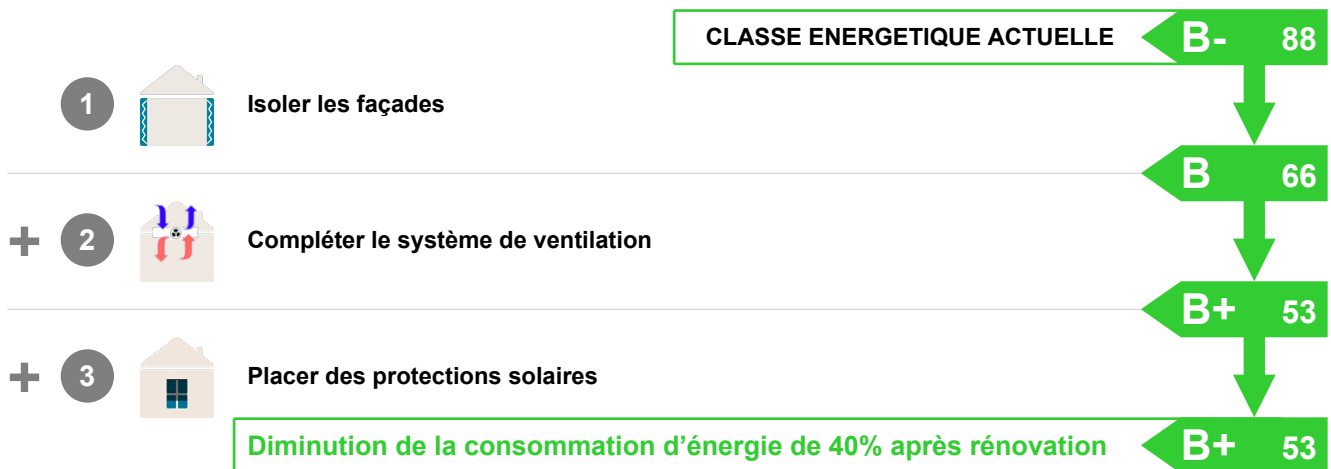 CLASSE ENERGETIQUE ACTUELLE B- 88
1 Isoler les façades
B 66
+ 2 Compléter le système de ventilation
B+ 53
+ 3 Placer des protections solaires
Diminution de la consommation d’énergie de 40% après rénovation B+ 53